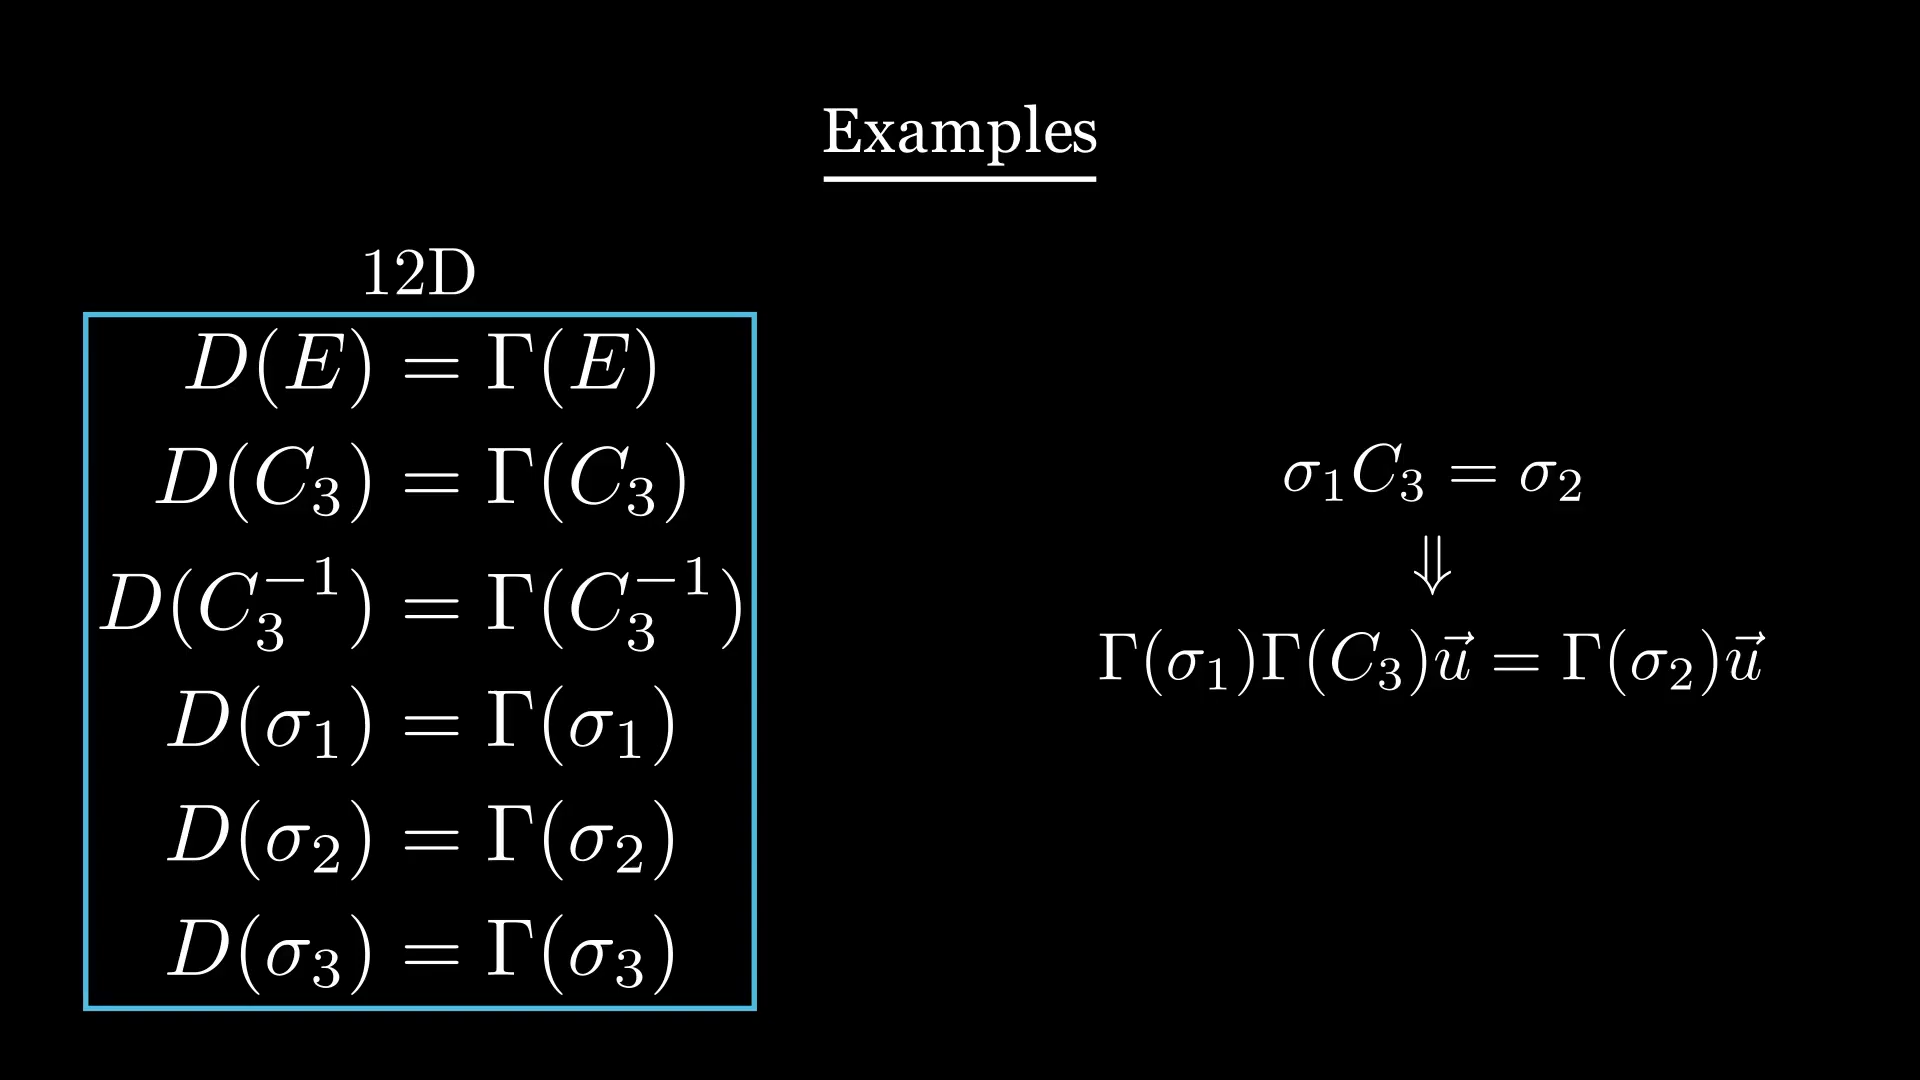 Examples
12D
D(E) = Γ(E)
D(C₃) = Γ(C₃)
D(C₃⁻¹) = Γ(C₃⁻¹)
D(σ₁) = Γ(σ₁)
D(σ₂) = Γ(σ₂)
D(σ₃) = Γ(σ₃)
σ₁C₃ = σ₂
⇓
Γ(σ₁)Γ(C₃)u⃗ = Γ(σ₂)u⃗